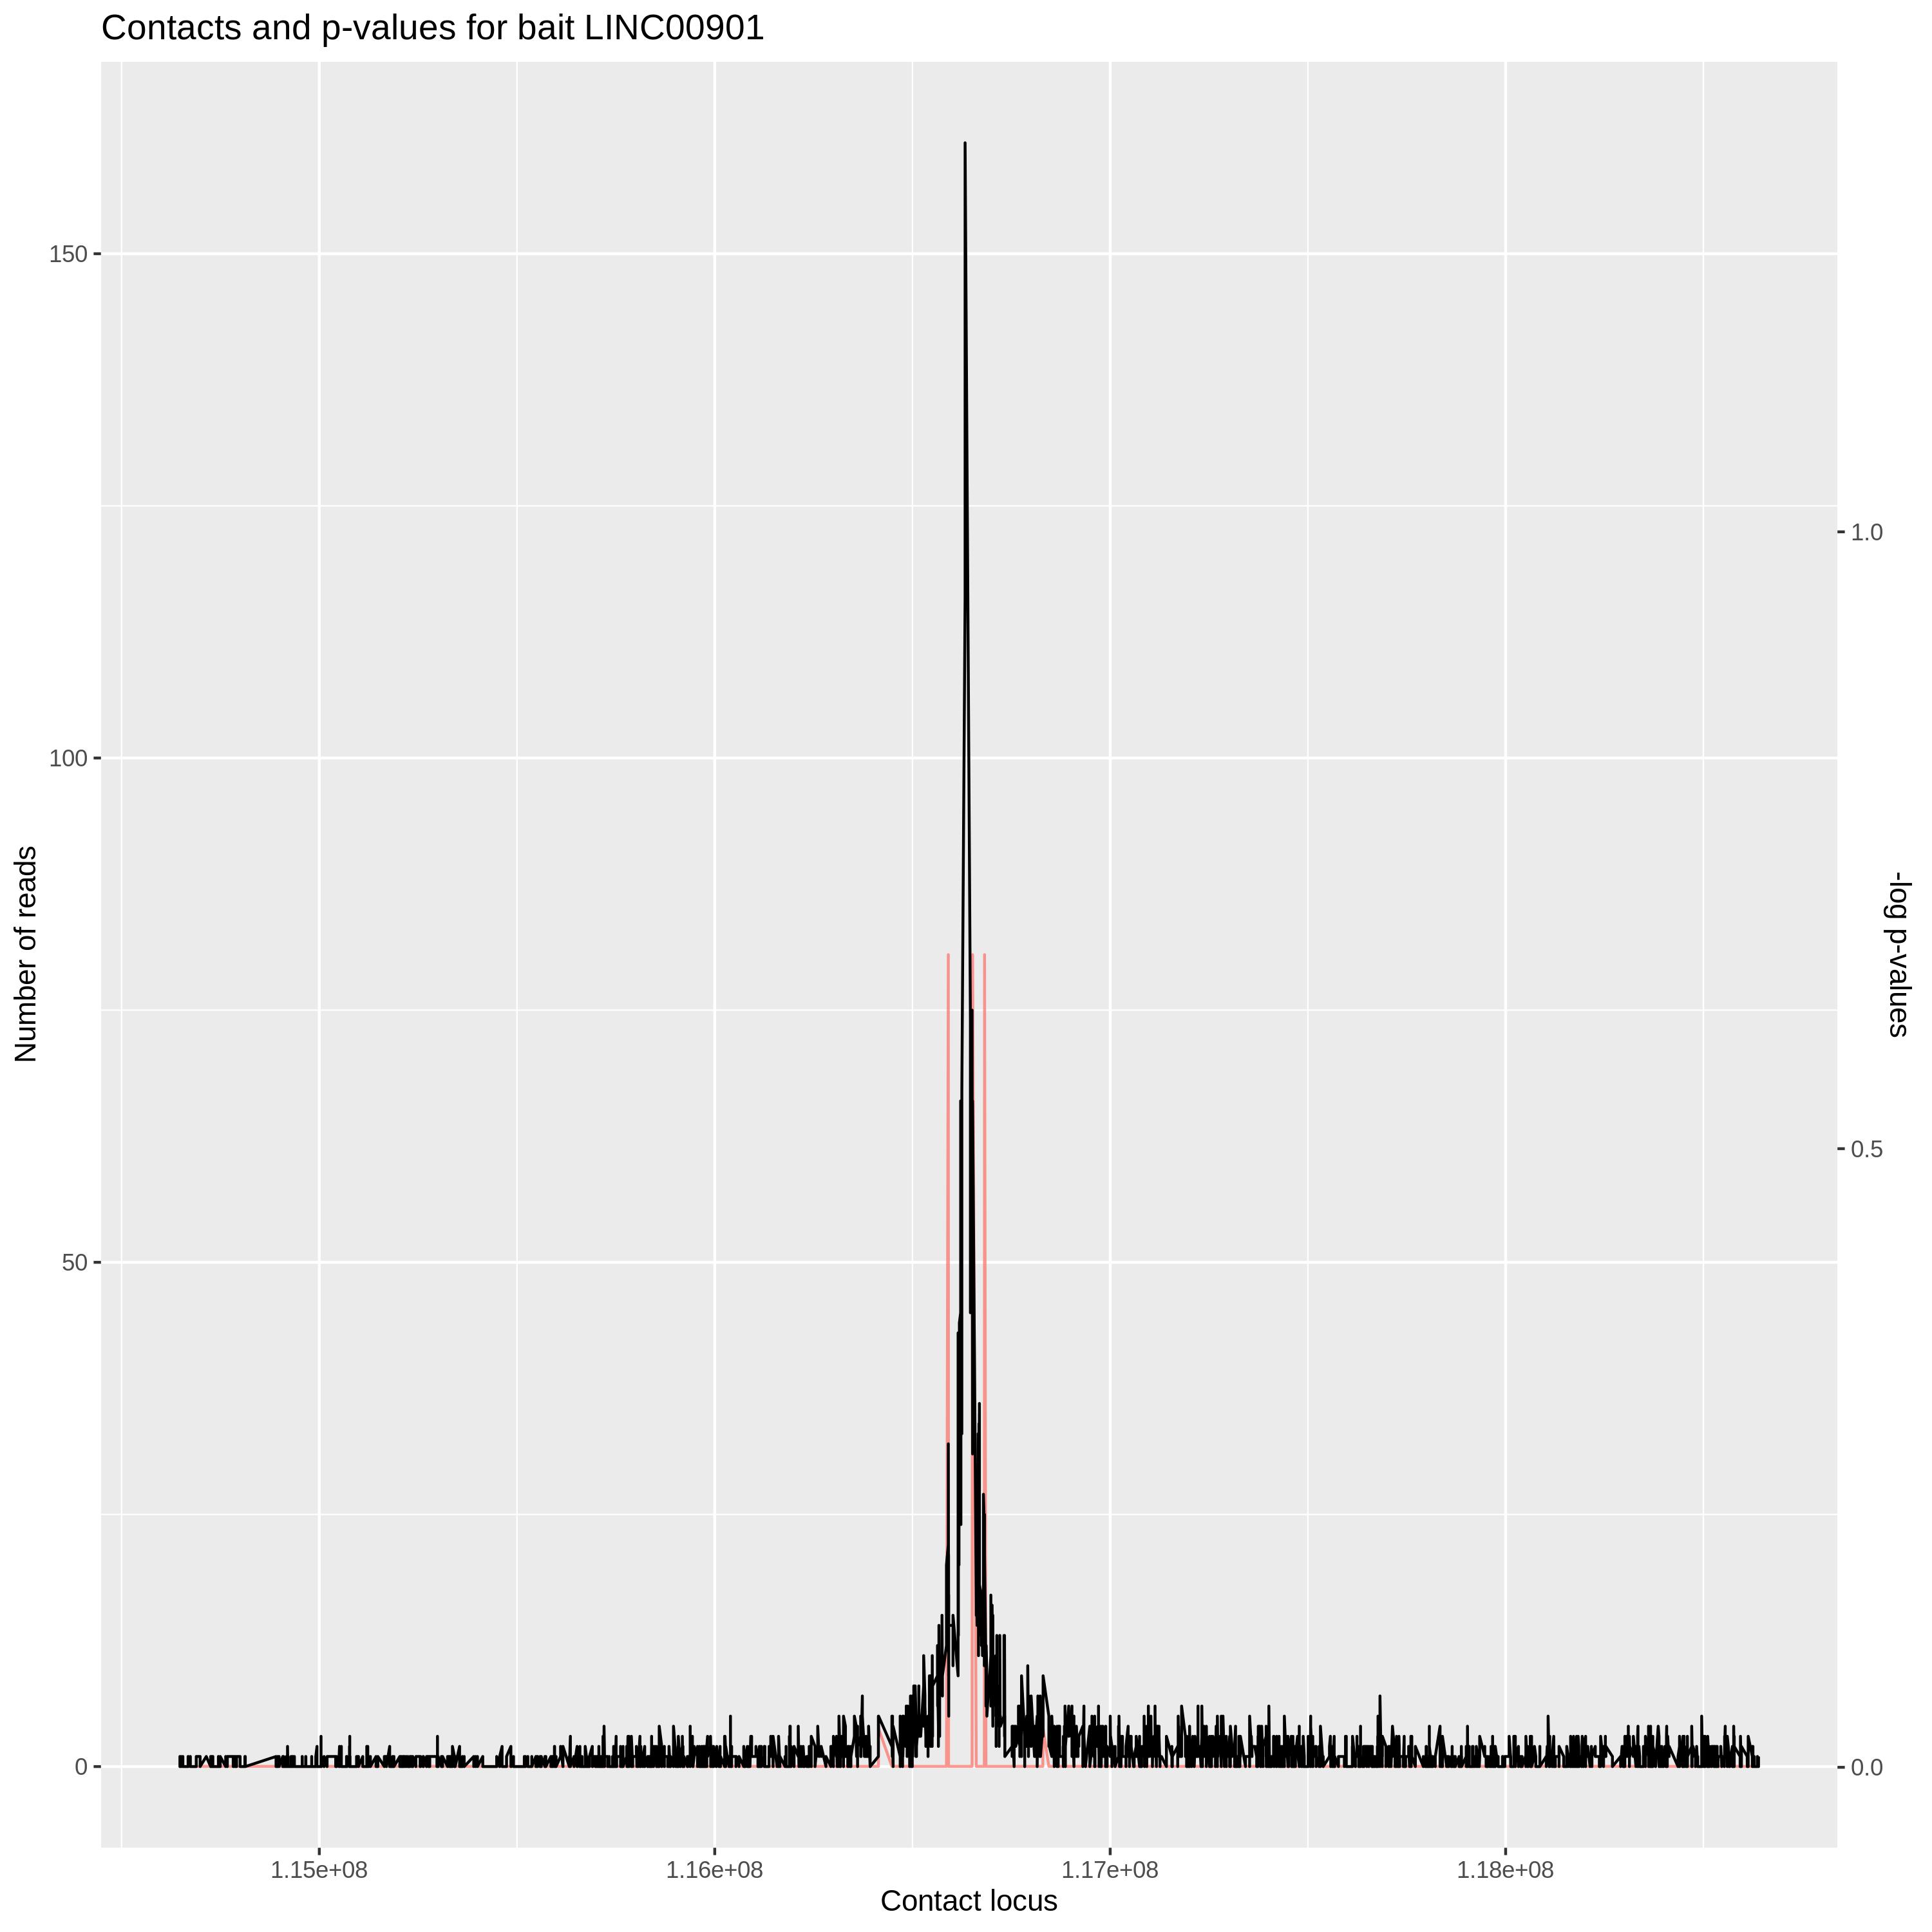 Contacts and p-values for bait LINC00901
150
100
50
0
Number of reads
1.0
0.5
0.0
-log p-values
1.15e+08
1.16e+08
1.17e+08
1.18e+08
Contact locus